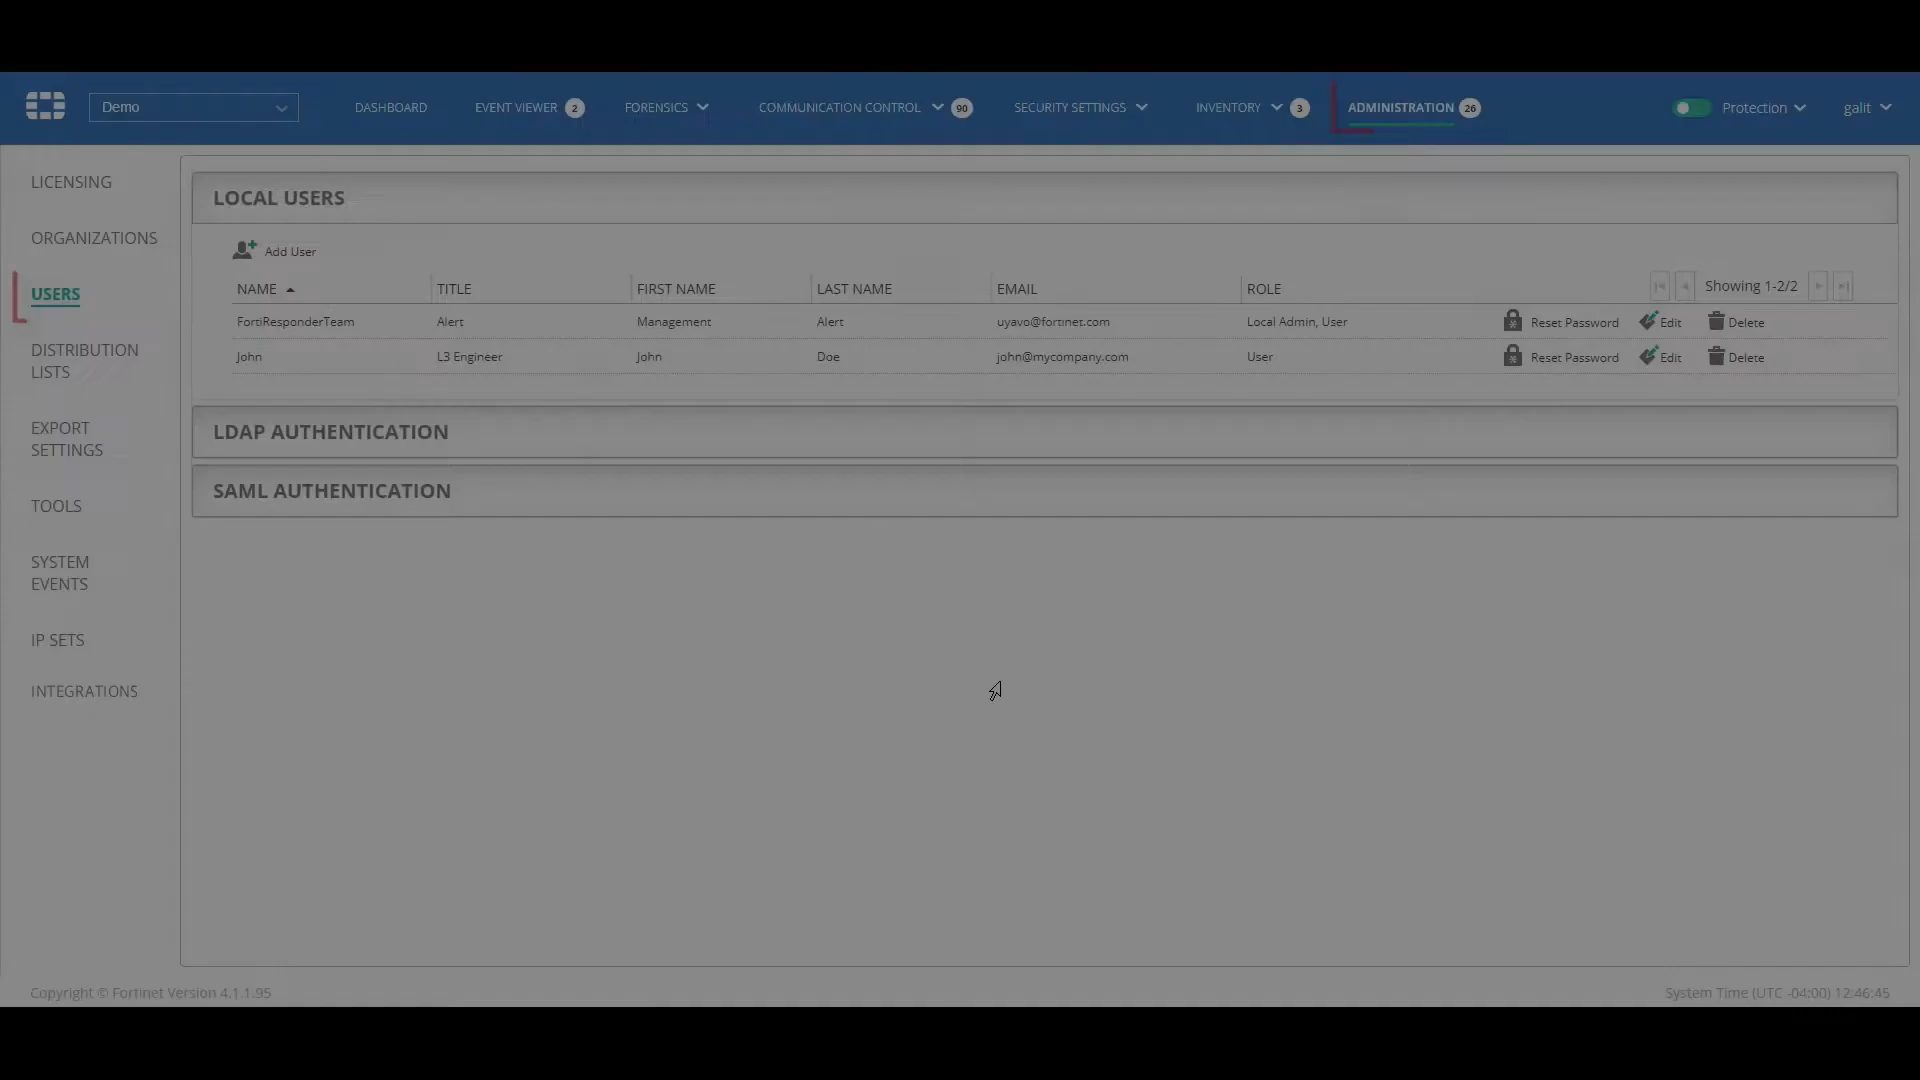 Demo
DASHBOARD
EVENT VIEWER 2
FORENSICS
COMMUNICATION CONTROL 90
SECURITY SETTINGS
INVENTORY 3
ADMINISTRATION 26
Protection
galit
LICENSING
ORGANIZATIONS
USERS
DISTRIBUTION
LISTS
EXPORT
SETTINGS
TOOLS
SYSTEM
EVENTS
IP SETS
INTEGRATIONS
LOCAL USERS
Add User
NAME TITLE FIRST NAME LAST NAME EMAIL ROLE Showing 1-2/2
FortiResponderTeam Alert Management Alert uyavo@fortinet.com Local Admin, User Reset Password Edit Delete
John L3 Engineer John Doe john@mycompany.com User Reset Password Edit Delete
LDAP AUTHENTICATION
SAML AUTHENTICATION
Copyright © Fortinet Version 4.1.1.95
System Time (UTC -04:00) 12:46:45